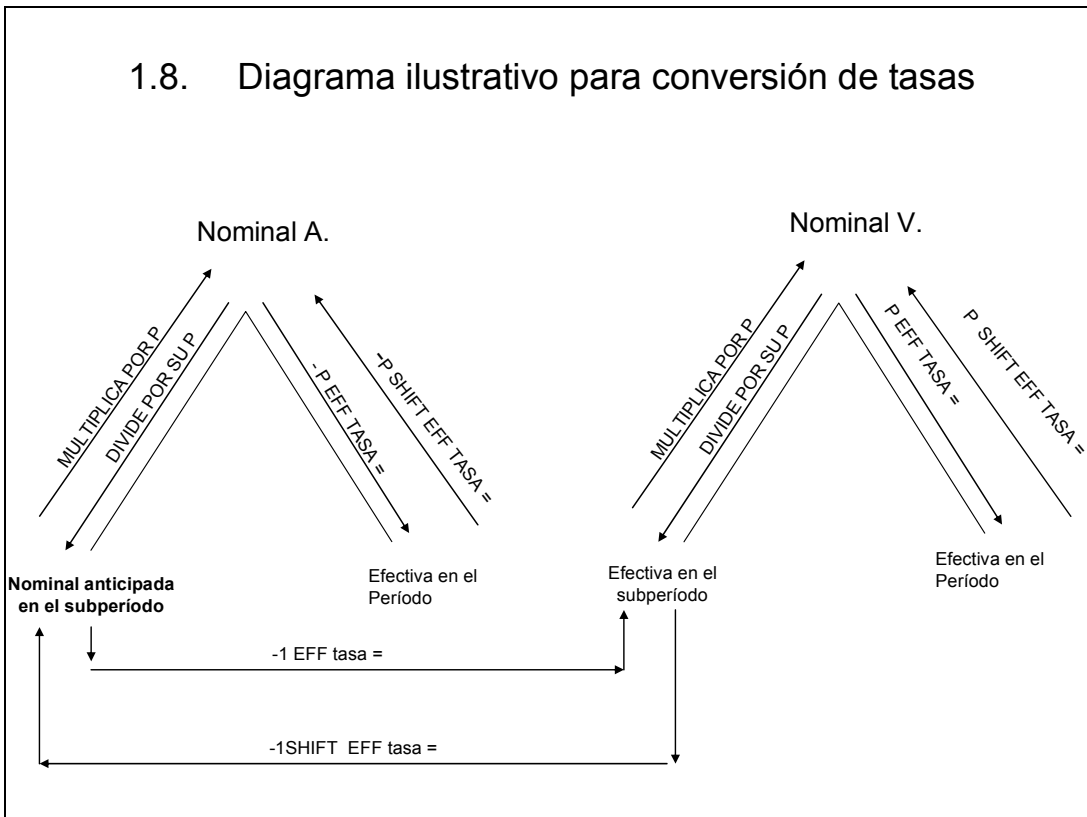 1.8. Diagrama ilustrativo para conversión de tasas
Nominal A.
Nominal V.
MULTIPLICA POR P
DIVIDE POR SU P
- P EFF TASA =
-P SHIFT EFF TASA =
MULTIPLICA POR P
DIVIDE POR SU P
P EFF TASA =
P SHIFT EFF TASA =
Nominal anticipada
en el subperíodo
Efectiva en el
Período
Efectiva en el
subperíodo
Efectiva en el
Período
-1 EFF tasa =
-1SHIFT EFF tasa =